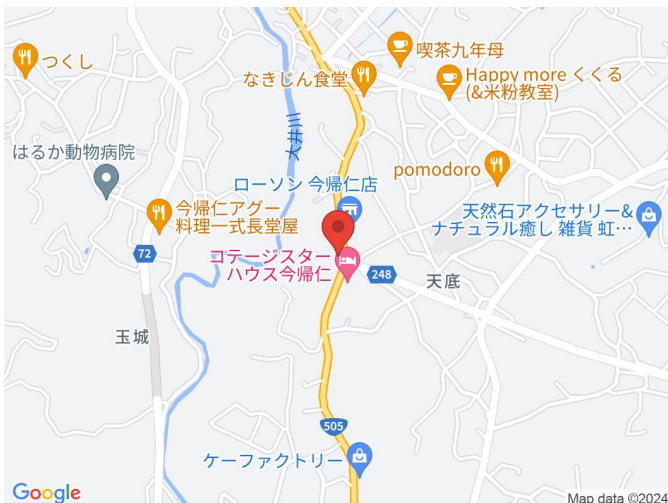 つくし
喫茶九年母
なきじん食堂
Happy more くくる
(&米粉教室)
大井川
はるか動物病院
pomodoro
ローソン 今帰仁店
今帰仁アグー
料理一式長堂屋
天然石アクセサリー&
ナチュラル癒し 雑貨 虹…
72
コテージスター
ハウス今帰仁
248
天底
玉城
505
ケーファクトリー
Google
Map data ©2024